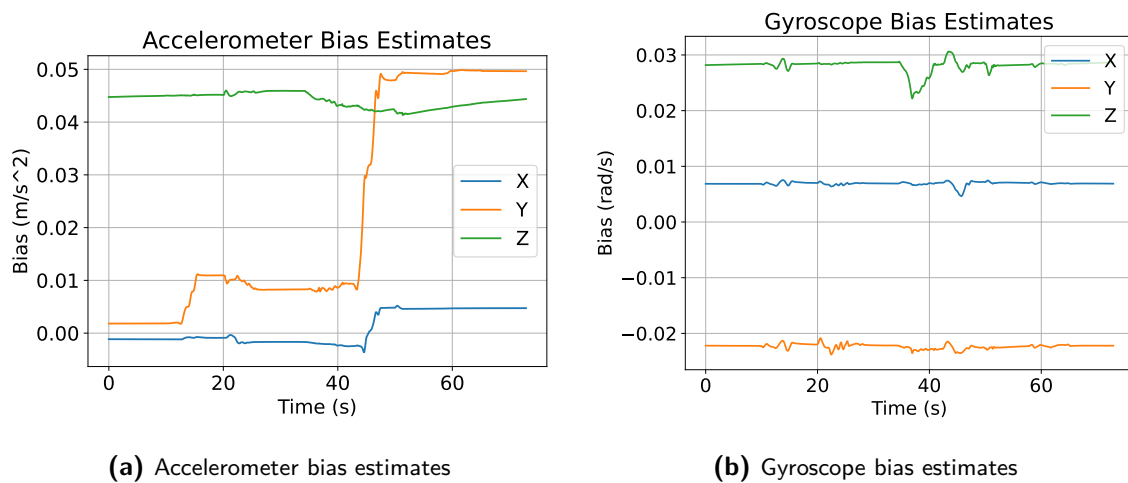 Accelerometer Bias Estimates
0.05
0.04
0.03
0.02
0.01
0.00
Bias (m/s^2)
X
Y
Z
0
20
40
60
Time (s)
(a) Accelerometer bias estimates
Gyroscope Bias Estimates
0.03
0.02
0.01
0.00
−0.01
−0.02
Bias (rad/s)
X
Y
Z
0
20
40
60
Time (s)
(b) Gyroscope bias estimates